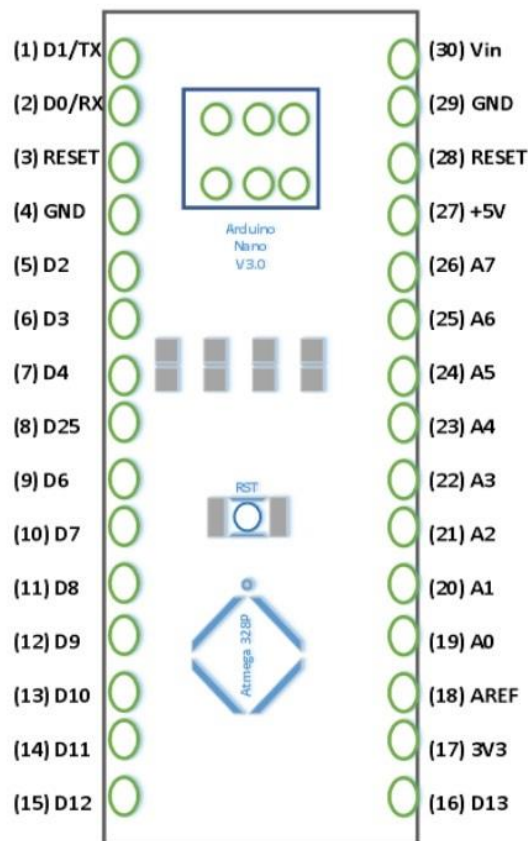 (1) D1/TX
(2) D0/RX
(3) RESET
(4) GND
(5) D2
(6) D3
(7) D4
(8) D25
(9) D6
(10) D7
(11) D8
(12) D9
(13) D10
(14) D11
(15) D12
Arduino
Nano
V3.0
RST
Atmega 328P
(30) Vin
(29) GND
(28) RESET
(27) +5V
(26) A7
(25) A6
(24) A5
(23) A4
(22) A3
(21) A2
(20) A1
(19) A0
(18) AREF
(17) 3V3
(16) D13